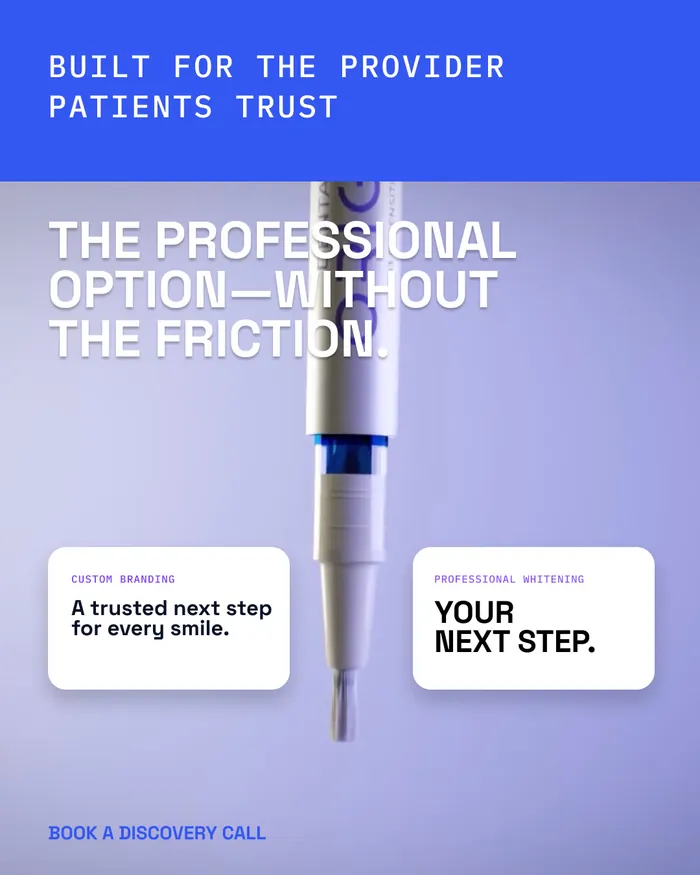 BUILT FOR THE PROVIDER
PATIENTS TRUST
THE PROFESSIONAL
OPTION—WITHOUT
THE FRICTION.
CUSTOM BRANDING
A trusted next step
for every smile.
PROFESSIONAL WHITENING
YOUR
NEXT STEP.
BOOK A DISCOVERY CALL